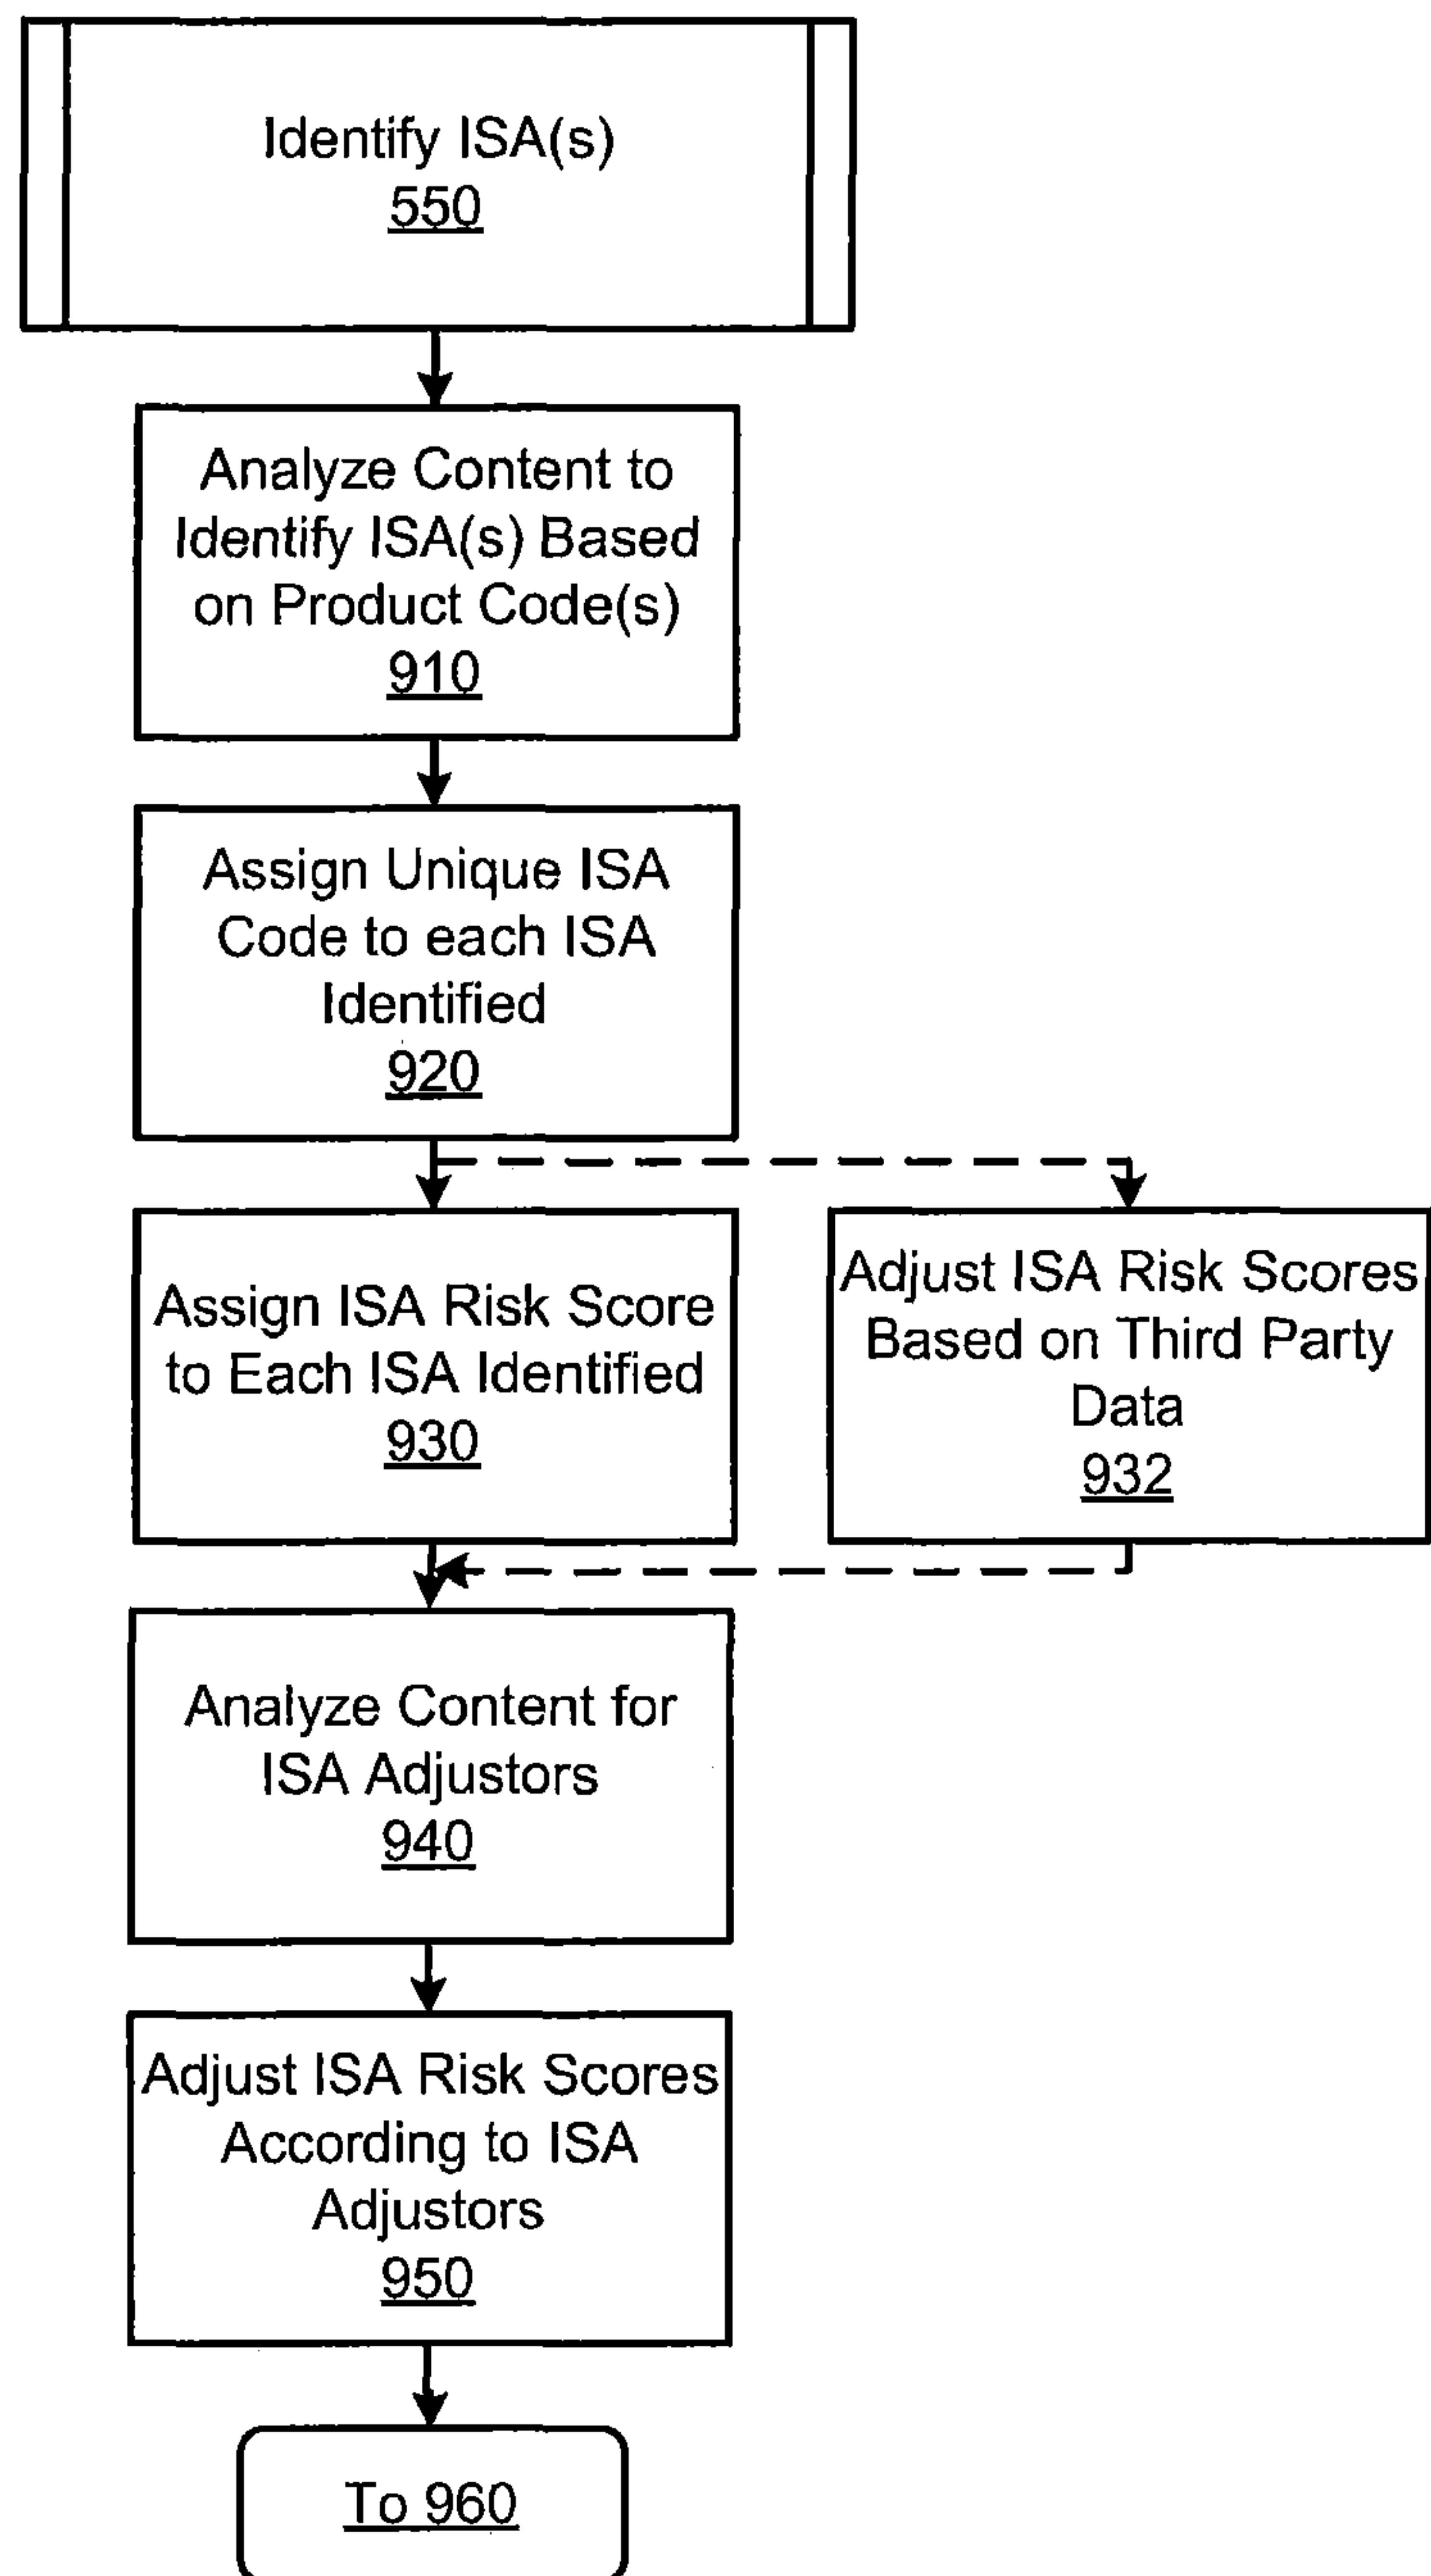 Identify ISA(s)
550
Analyze Content to
Identify ISA(s) Based
on Product Code(s)
910
Assign Unique ISA
Code to each ISA
Identified
920
Assign ISA Risk Score
to Each ISA Identified
930
Adjust ISA Risk Scores
Based on Third Party
Data
932
Analyze Content for
ISA Adjustors
940
Adjust ISA Risk Scores
According to ISA
Adjustors
950
To 960